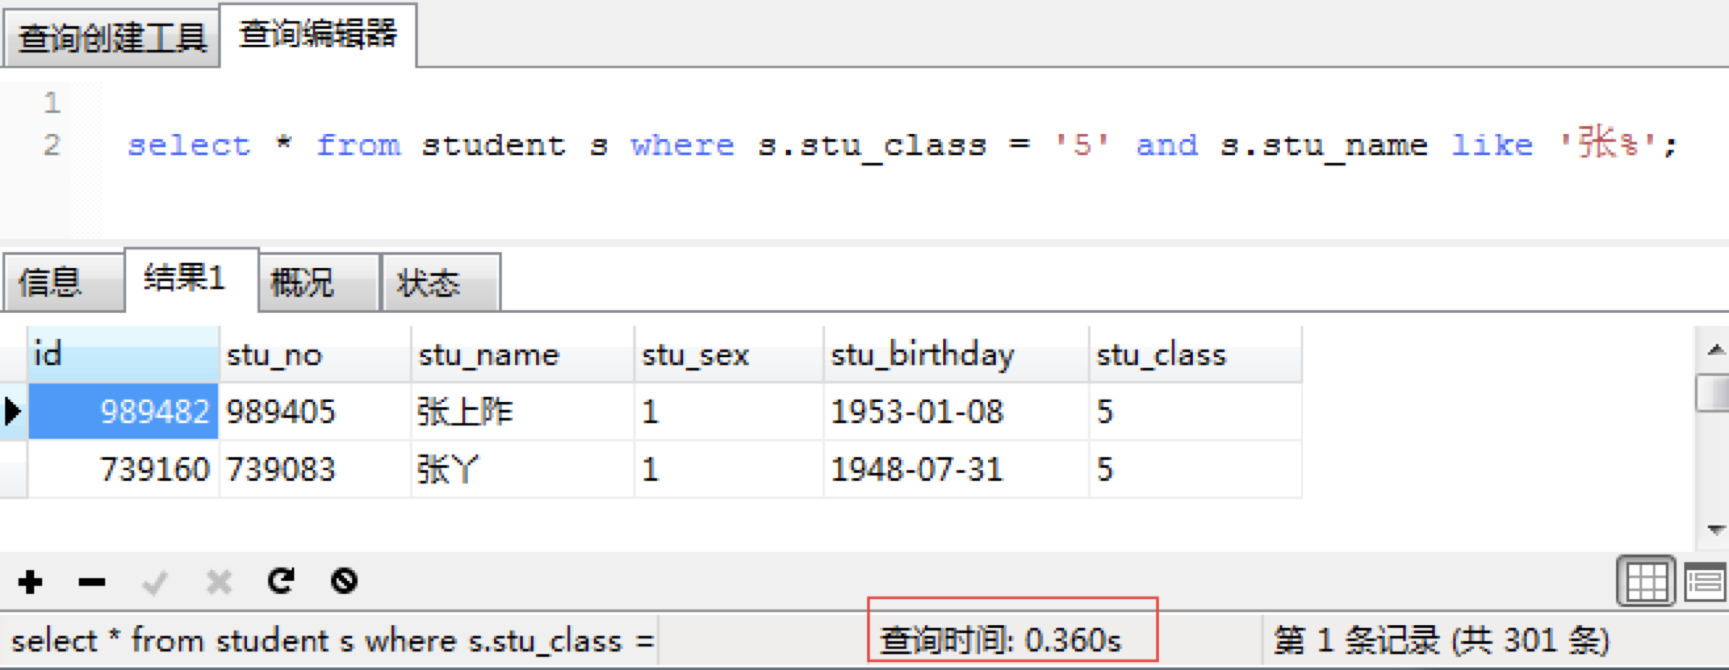 查询创建工具 查询编辑器
1
2 select * from student s where s.stu_class = '5' and s.stu_name like '张%';
信息 结果1 概况 状态
id stu_no stu_name stu_sex stu_birthday stu_class
989482 989405 张上阼 1 1953-01-08 5
739160 739083 张丫 1 1948-07-31 5
select * from student s where s.stu_class = 查询时间: 0.360s 第 1 条记录 (共 301 条)